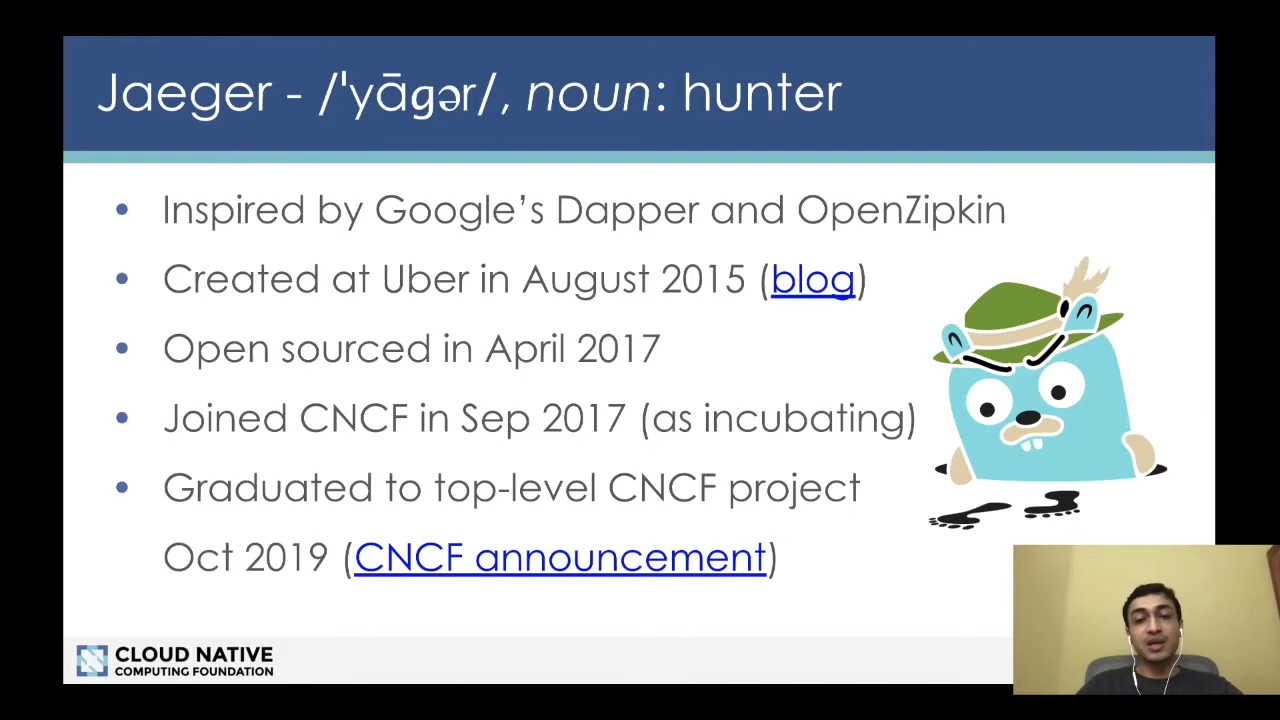 Jaeger - /'yāɡər/, noun: hunter
• Inspired by Google’s Dapper and OpenZipkin
• Created at Uber in August 2015 (blog)
• Open sourced in April 2017
• Joined CNCF in Sep 2017 (as incubating)
• Graduated to top-level CNCF project
Oct 2019 (CNCF announcement)
CLOUD NATIVE
COMPUTING FOUNDATION